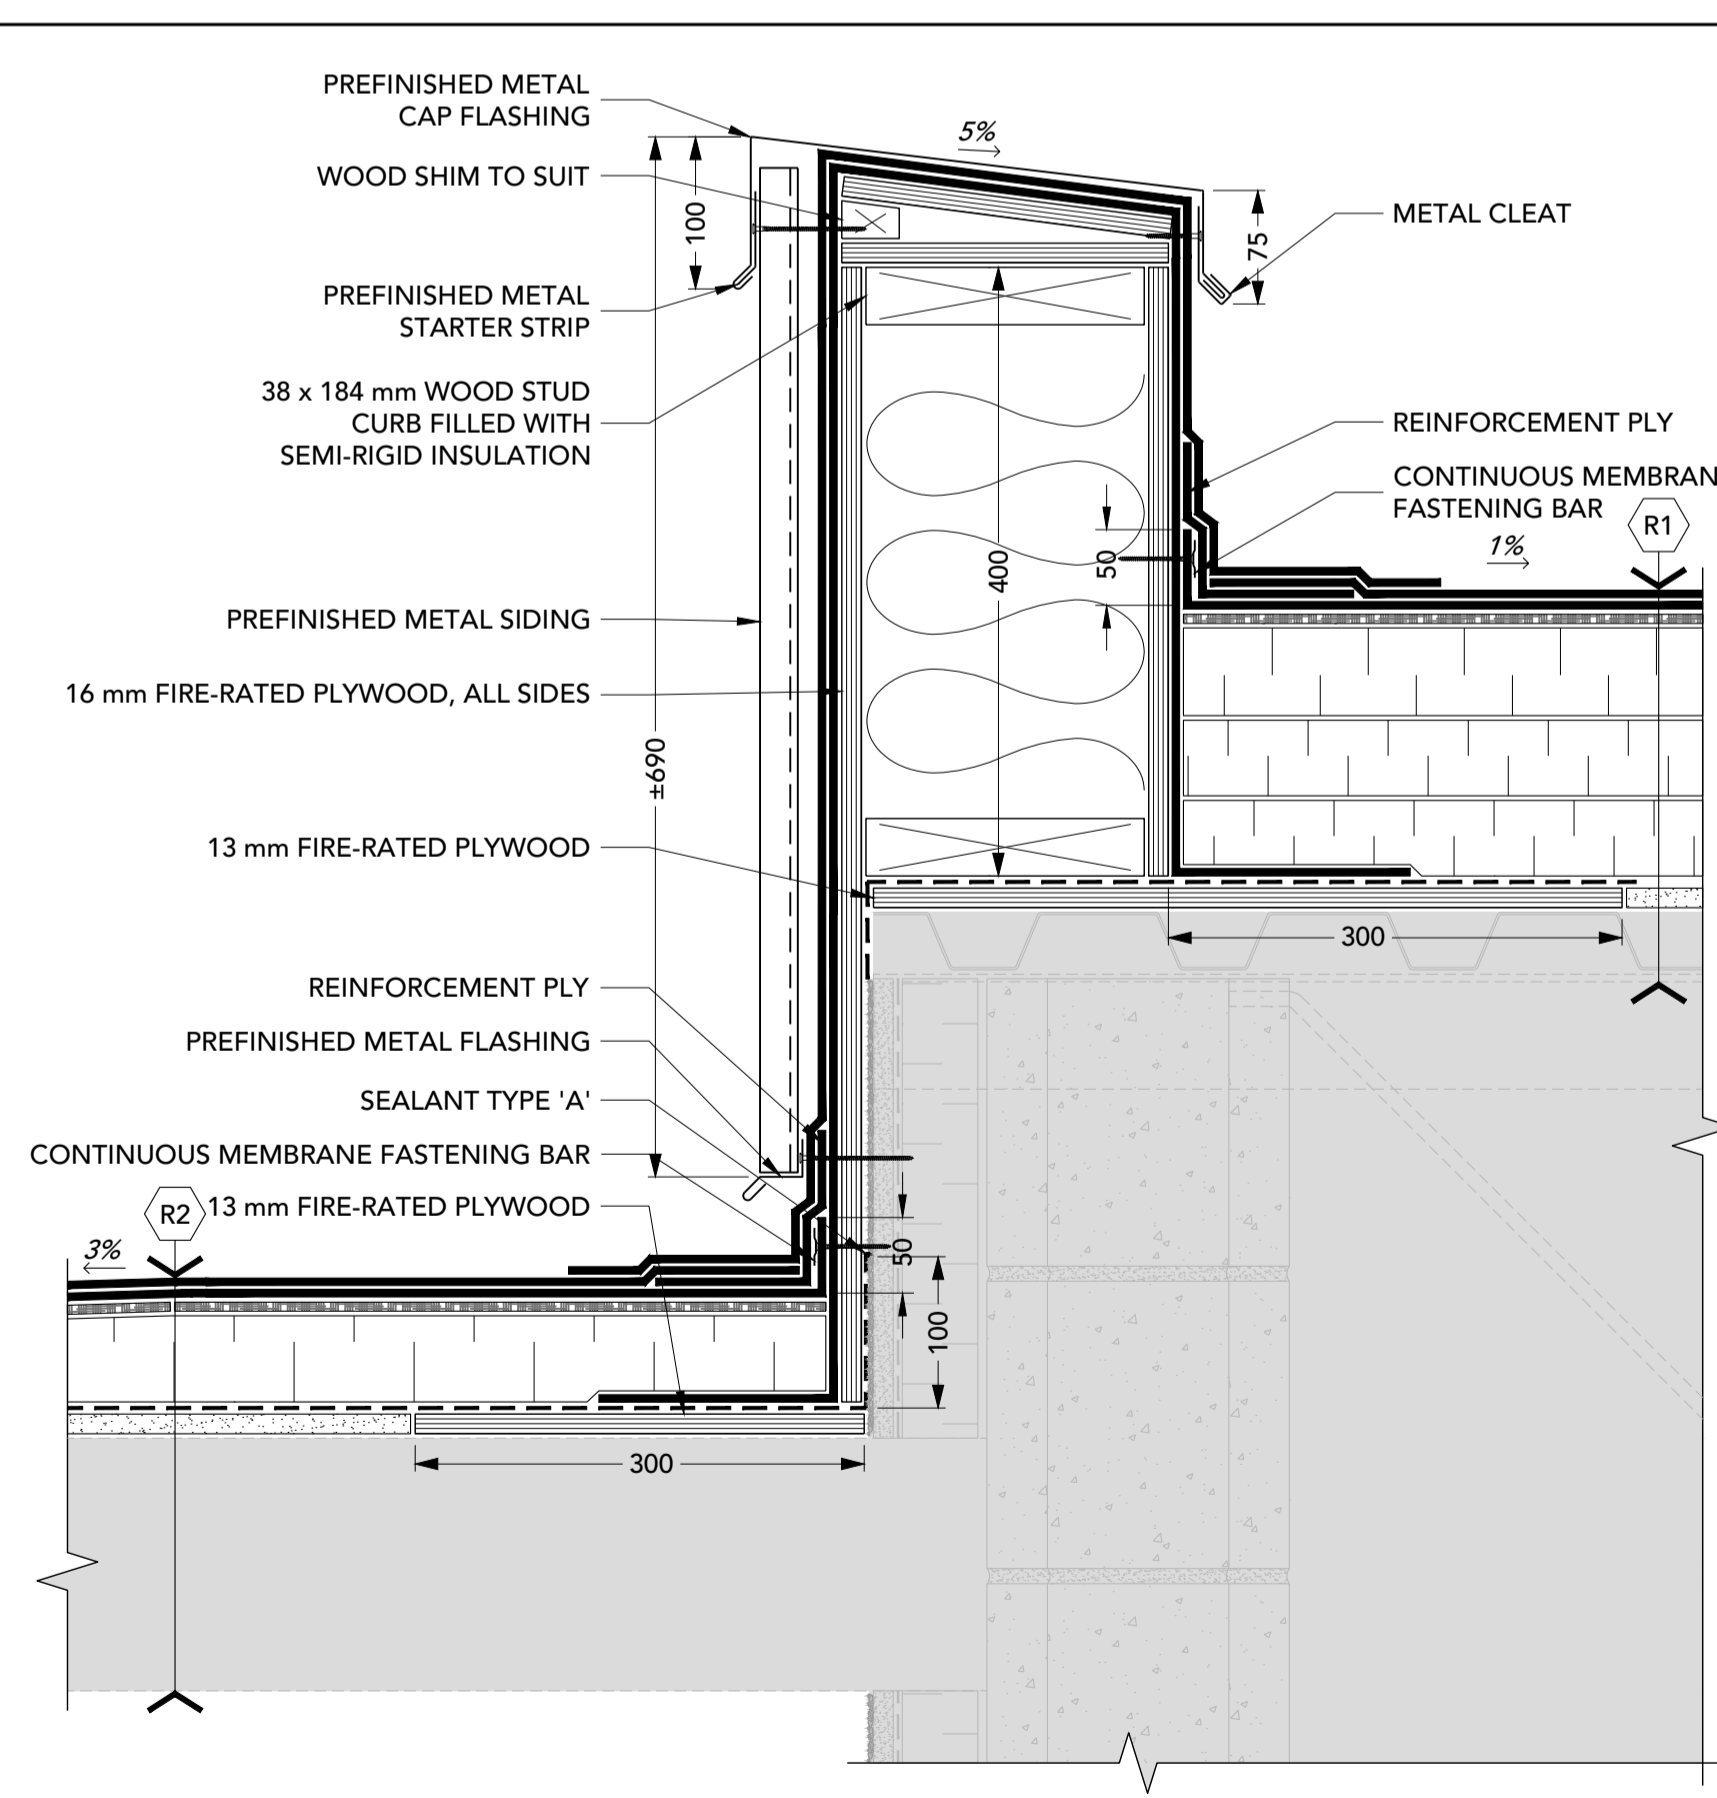 PREFINISHED METAL
CAP FLASHING
5%
WOOD SHIM TO SUIT
100
75
METAL CLEAT
PREFINISHED METAL
STARTER STRIP
38 x 184 mm WOOD STUD
CURB FILLED WITH
SEMI-RIGID INSULATION
REINFORCEMENT PLY
CONTINUOUS MEMBRAN
FASTENING BAR
R1
1%
50
400
PREFINISHED METAL SIDING
16 mm FIRE-RATED PLYWOOD, ALL SIDES
±690
13 mm FIRE-RATED PLYWOOD
300
REINFORCEMENT PLY
PREFINISHED METAL FLASHING
SEALANT TYPE 'A'
CONTINUOUS MEMBRANE FASTENING BAR
R2
13 mm FIRE-RATED PLYWOOD
3%
50
100
300